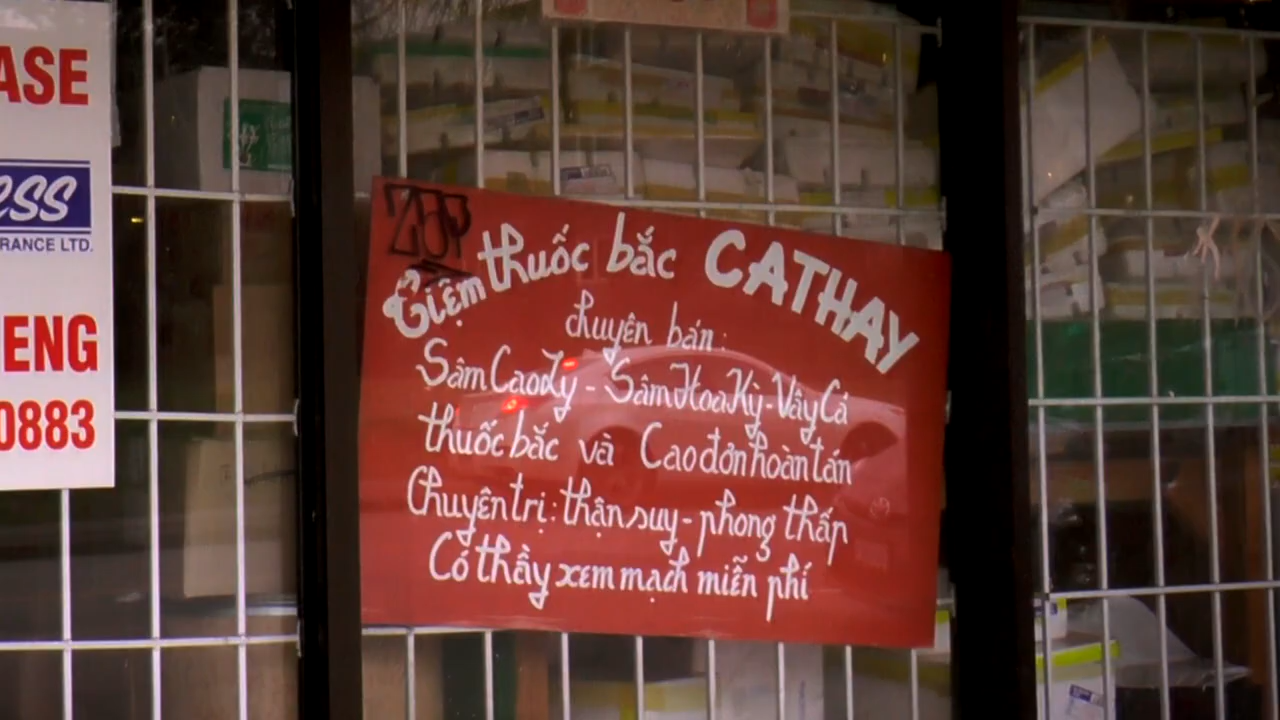 ASE
ESS
RANCE LTD.
ENG
0883
Tiệm thuốc bắc CATHAY
chuyên bán:
Sâm Cao Ly - Sâm Hoa Kỳ - Vây Cá
thuốc bắc và Cao đơn hoàn tán
Chuyên trị: thận suy - phong thấp
Có thầy xem mạch miễn phí